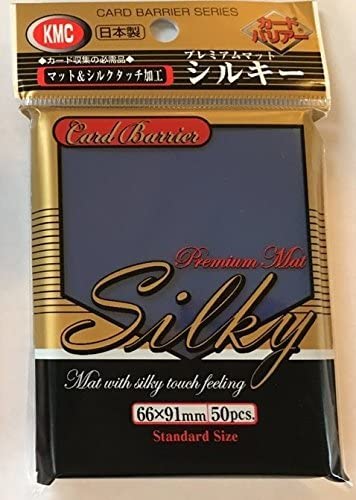 CARD BARRIER SERIES
KMC
日本製
カード
バリアー
◆カード収集の必需品◆
プレミアムマット
マット&シルクタッチ加工
シルキー
Card Barrier
Premium Mat
Silky
Mat with silky touch feeling
66×91mm 50pcs.
Standard Size